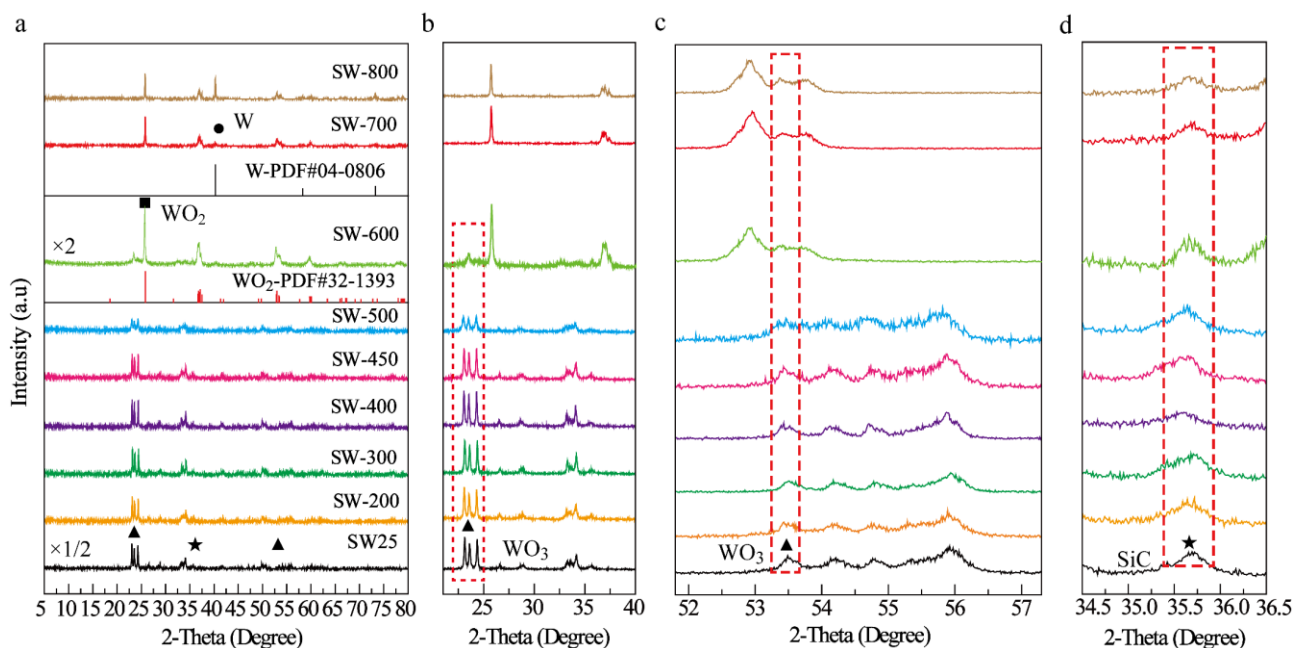 a
SW-800
● W
SW-700
W-PDF#04-0806
■ WO₂
×2
SW-600
WO₂-PDF#32-1393
SW-500
SW-450
SW-400
SW-300
SW-200
▲ ★ ▲
×1/2
SW25
5 10 15 20 25 30 35 40 45 50 55 60 65 70 75 80
2-Theta (Degree)
Intensity (a.u)
b
▲
WO₃
25 30 35 40
2-Theta (Degree)
c
WO₃ ▲
52 53 54 55 56 57
2-Theta (Degree)
d
★
SiC
34.5 35.0 35.5 36.0 36.5
2-Theta (Degree)